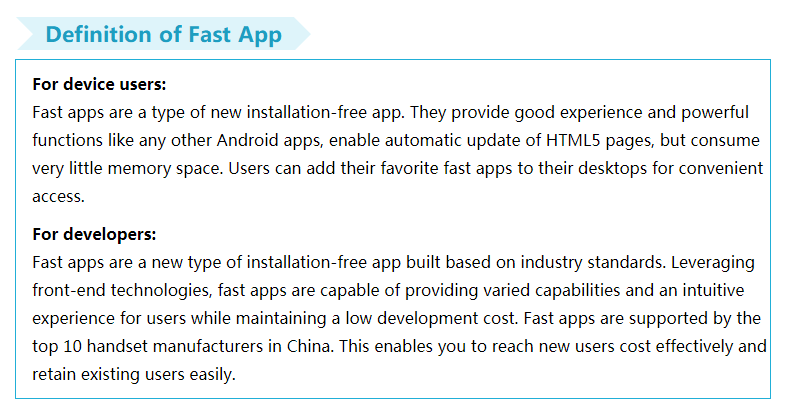 Definition of Fast App
For device users:
Fast apps are a type of new installation-free app. They provide good experience and powerful
functions like any other Android apps, enable automatic update of HTML5 pages, but consume
very little memory space. Users can add their favorite fast apps to their desktops for convenient
access.
For developers:
Fast apps are a new type of installation-free app built based on industry standards. Leveraging
front-end technologies, fast apps are capable of providing varied capabilities and an intuitive
experience for users while maintaining a low development cost. Fast apps are supported by the
top 10 handset manufacturers in China. This enables you to reach new users cost effectively and
retain existing users easily.